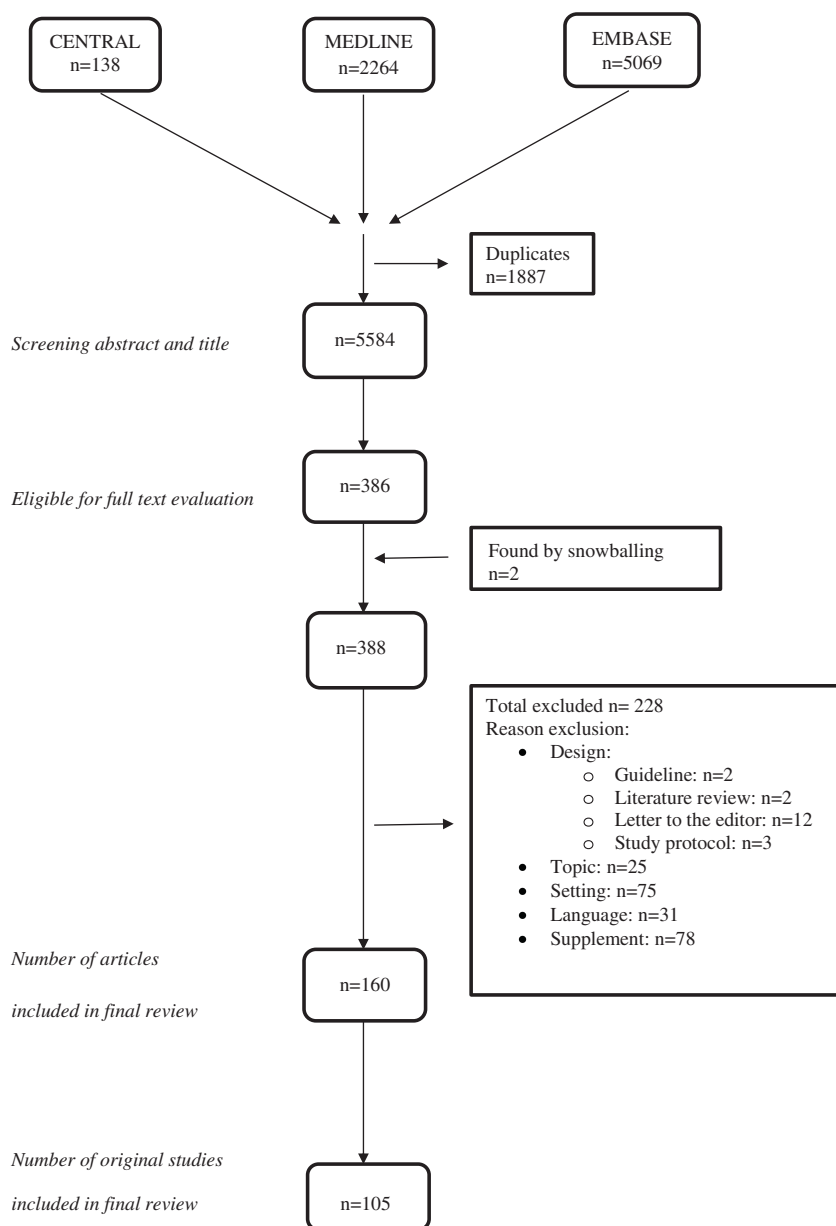 CENTRAL
n=138
MEDLINE
n=2264
EMBASE
n=5069
Duplicates
n=1887
Screening abstract and title
n=5584
Eligible for full text evaluation
n=386
Found by snowballing
n=2
n=388
Total excluded n= 228
Reason exclusion:
• Design:
o Guideline: n=2
o Literature review: n=2
o Letter to the editor: n=12
o Study protocol: n=3
• Topic: n=25
• Setting: n=75
• Language: n=31
• Supplement: n=78
Number of articles
included in final review
n=160
Number of original studies
included in final review
n=105